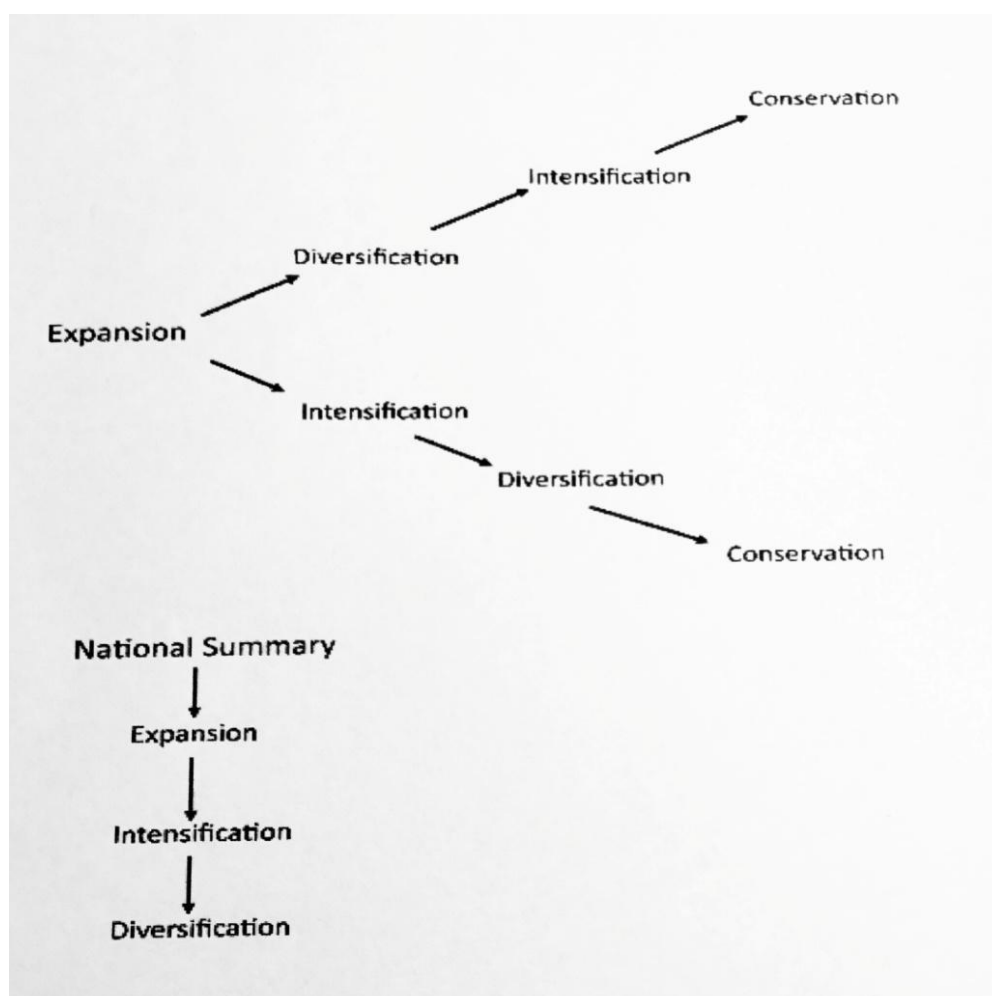 Conservation
Intensification
Diversification
Expansion
Intensification
Diversification
Conservation
National Summary
Expansion
Intensification
Diversification